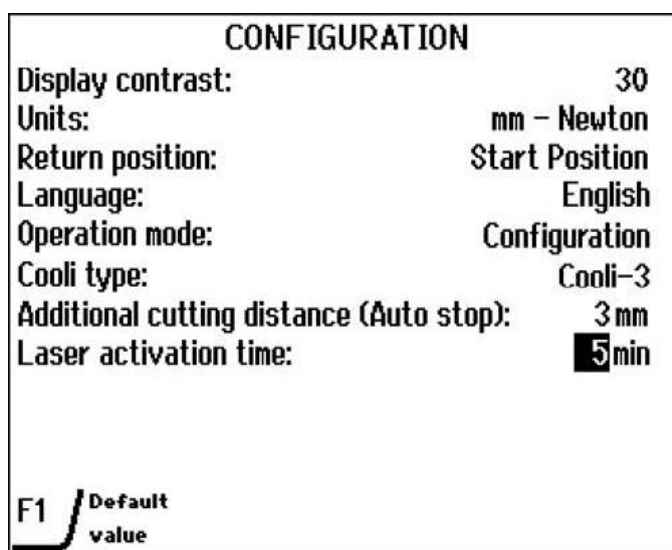 CONFIGURATION
Display contrast: 30
Units: mm - Newton
Return position: Start Position
Language: English
Operation mode: Configuration
Cooli type: Cooli-3
Additional cutting distance (Auto stop): 3 mm
Laser activation time: 5 min
F1 Default
value